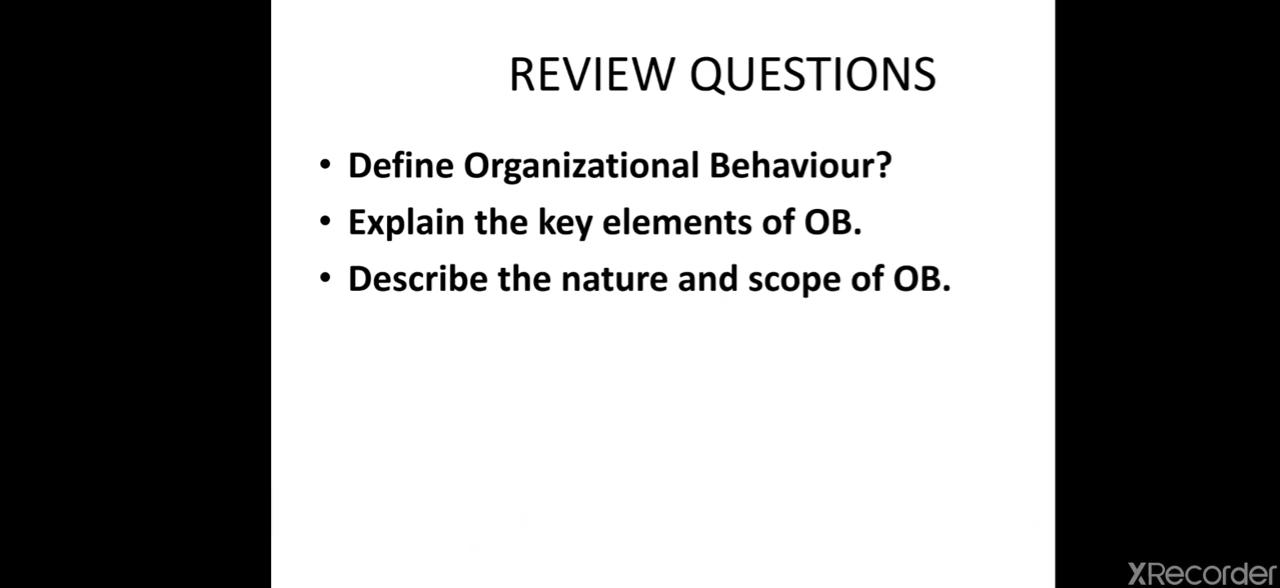 REVIEW QUESTIONS
• Define Organizational Behaviour?
• Explain the key elements of OB.
• Describe the nature and scope of OB.
XRecorder